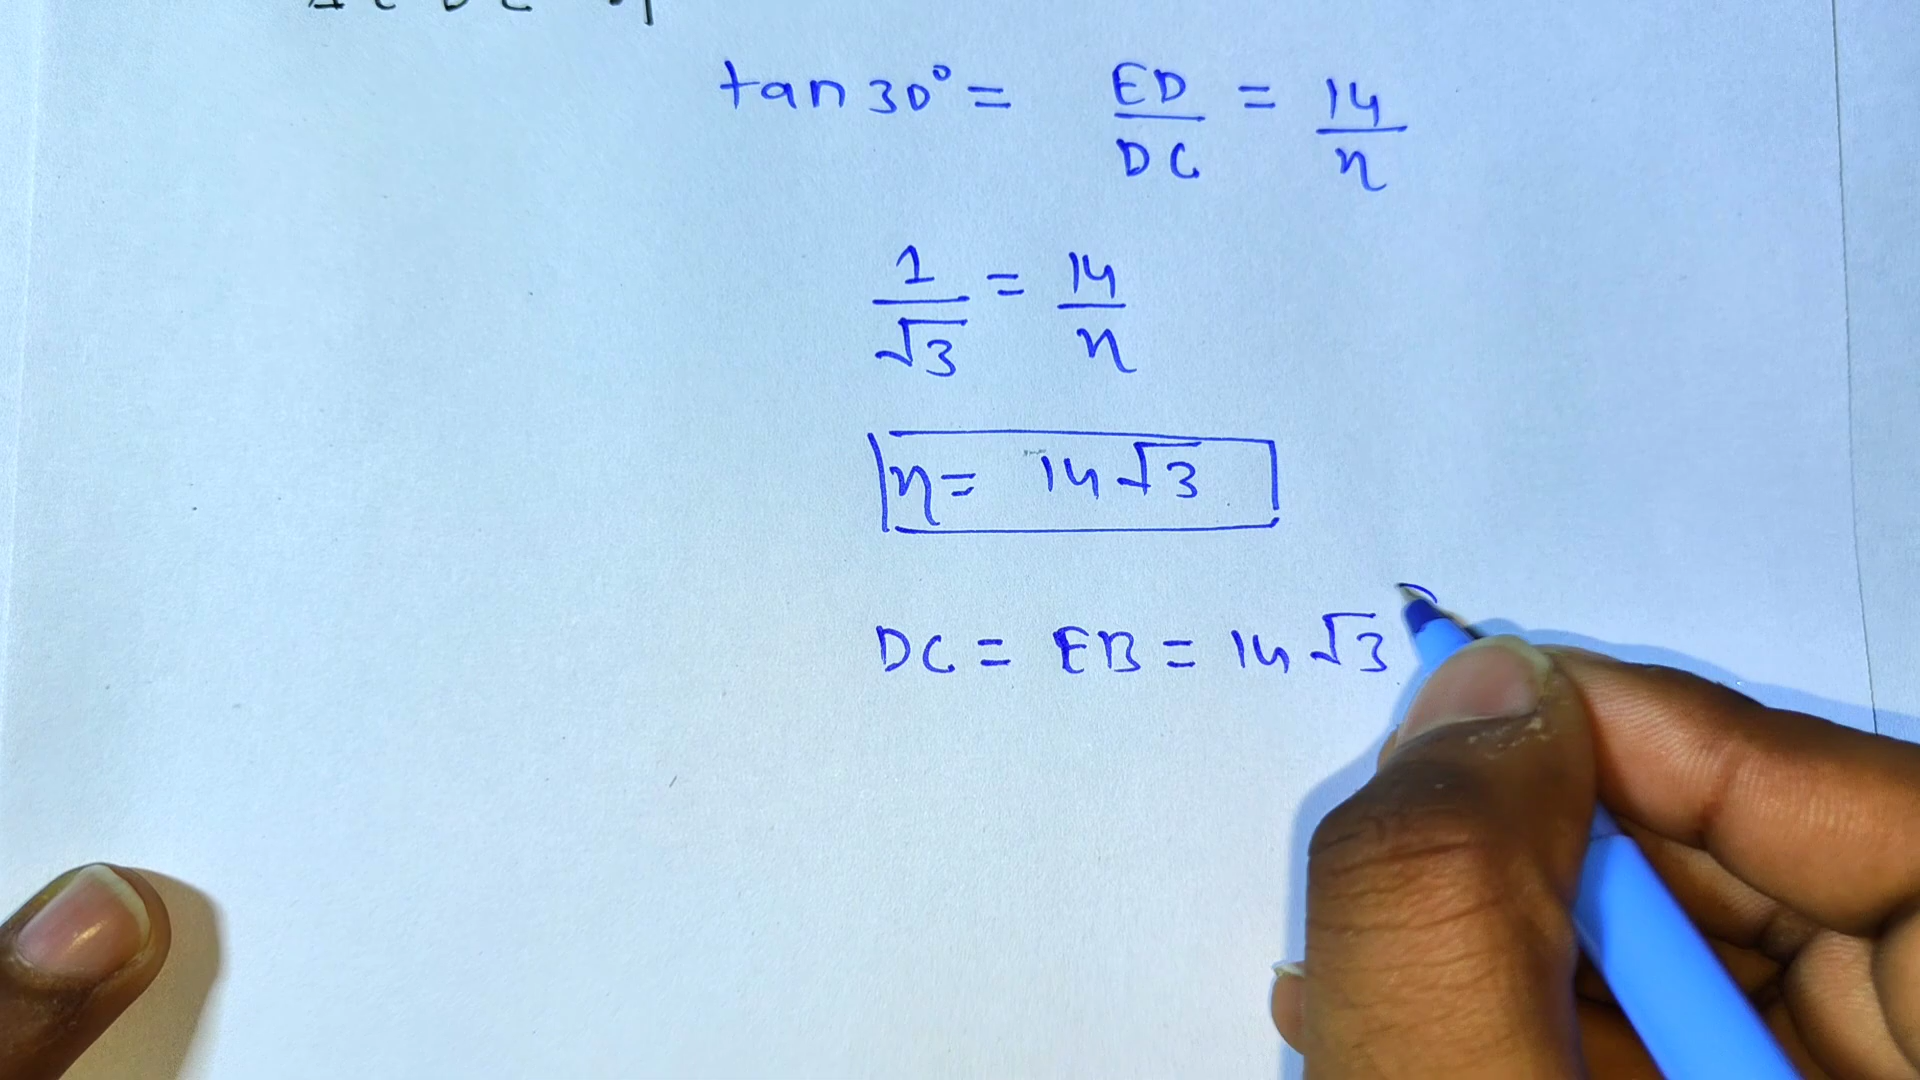 tan 30° = ED/DC = 14/x
1/√3 = 14/x
x = 14√3
DC = EB = 14√3